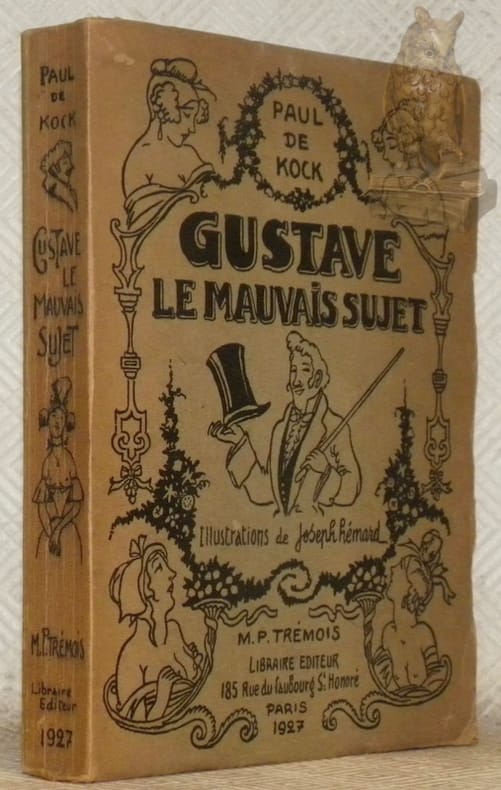 PAUL
DE
KOCK
GUSTAVE
LE
MAUVAIS
SUJET
M.P. TRÉMOIS
Libraire
Editeur
1927
PAUL
DE
KOCK
GUSTAVE
LE MAUVAIS SUJET
Illustrations de Joseph Hémard
M. P. TRÉMOIS
LIBRAIRE EDITEUR
185 Rue du faubourg St. Honoré
PARIS
1927